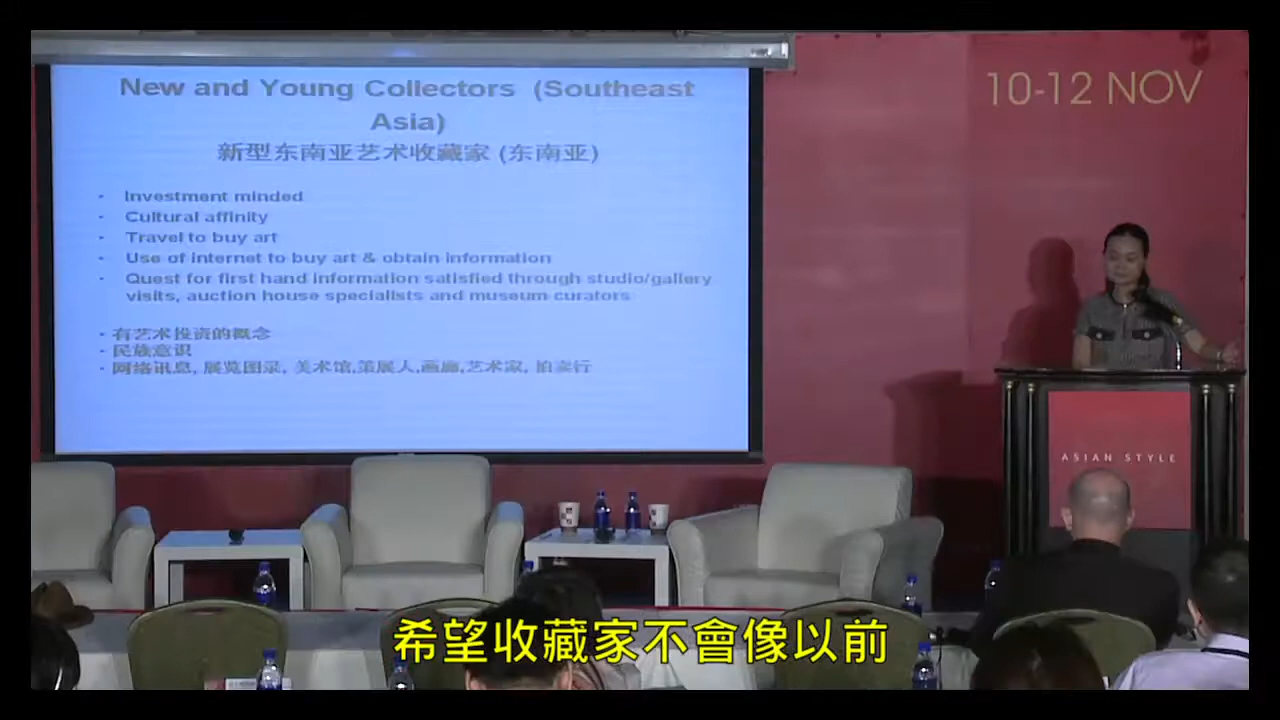 New and Young Collectors (Southeast
Asia)
新型东南亚艺术收藏家 (东南亚)
• Investment minded
• Cultural affinity
• Travel to buy art
• Use of internet to buy art & obtain information
• Quest for first hand information satisfied through studio/gallery
visits, auction house specialists and museum curators
• 有艺术投资的概念
• 民族意识
• 网络讯息, 展览图录, 美术馆,策展人,画廊,艺术家, 拍卖行
10-12 NOV
ASIAN STYLE
希望收藏家不會像以前